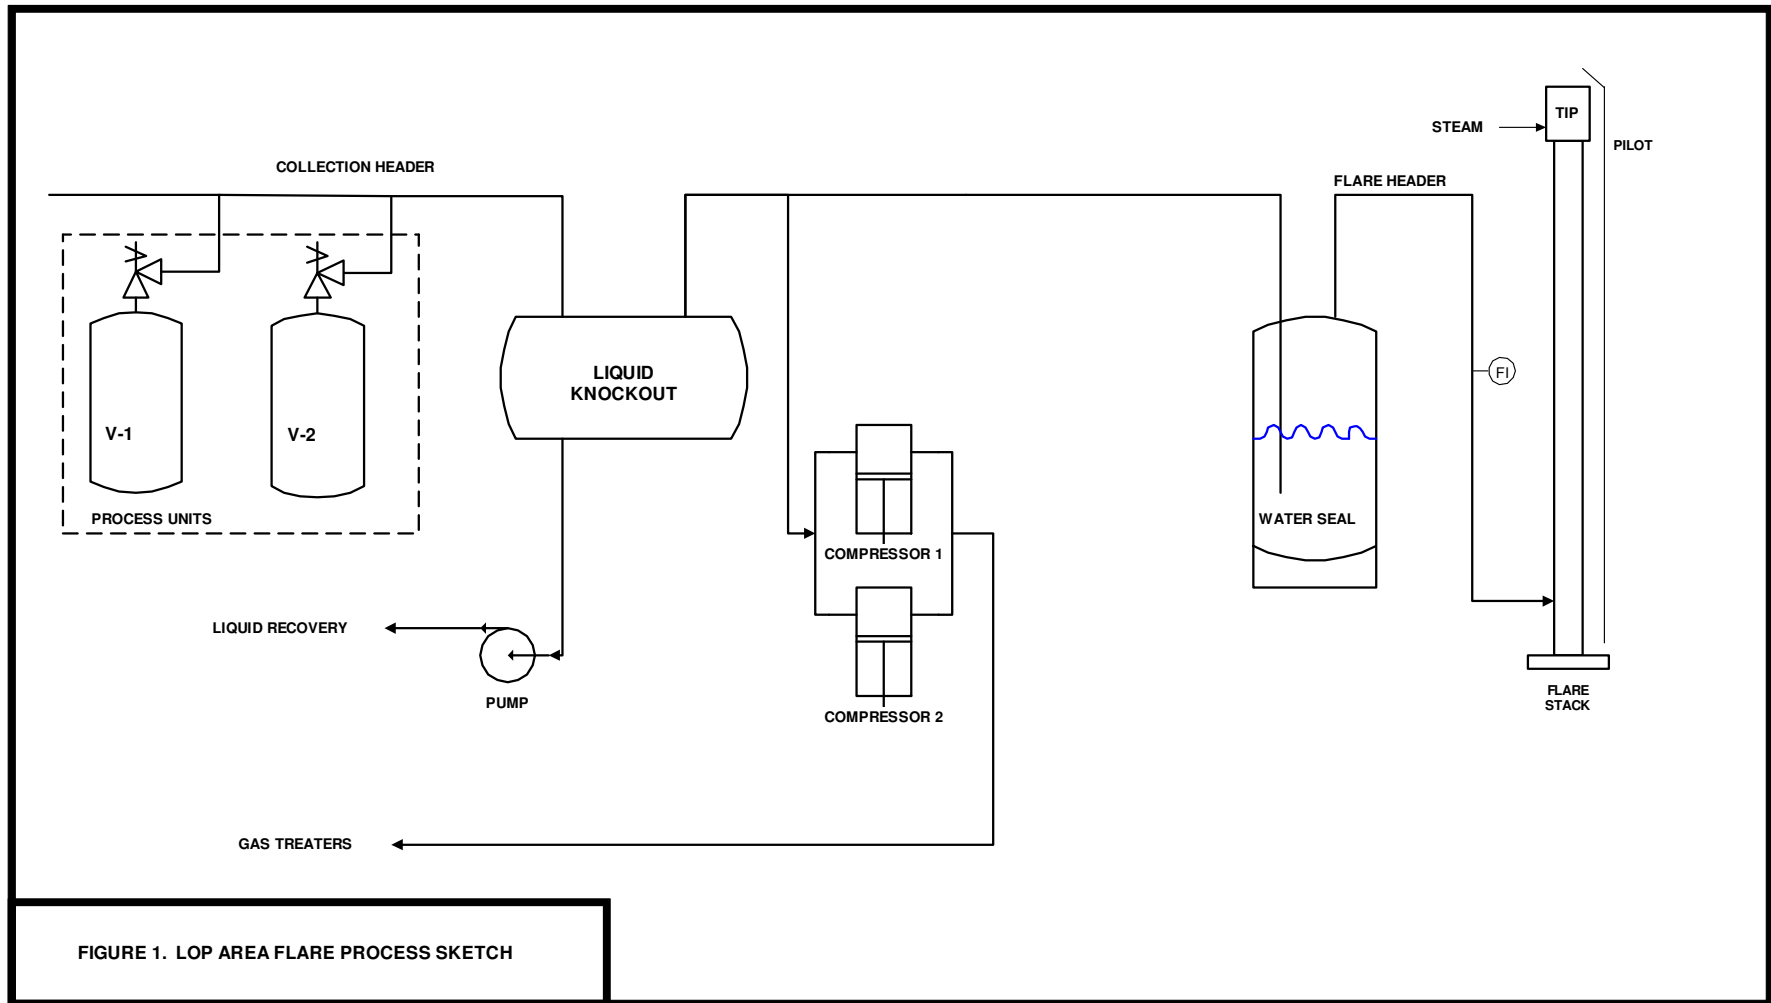 TIP
STEAM
PILOT
COLLECTION HEADER
FLARE HEADER
LIQUID
KNOCKOUT
FI
V-1
V-2
PROCESS UNITS
WATER SEAL
COMPRESSOR 1
LIQUID RECOVERY
PUMP
COMPRESSOR 2
FLARE
STACK
GAS TREATERS
FIGURE 1. LOP AREA FLARE PROCESS SKETCH